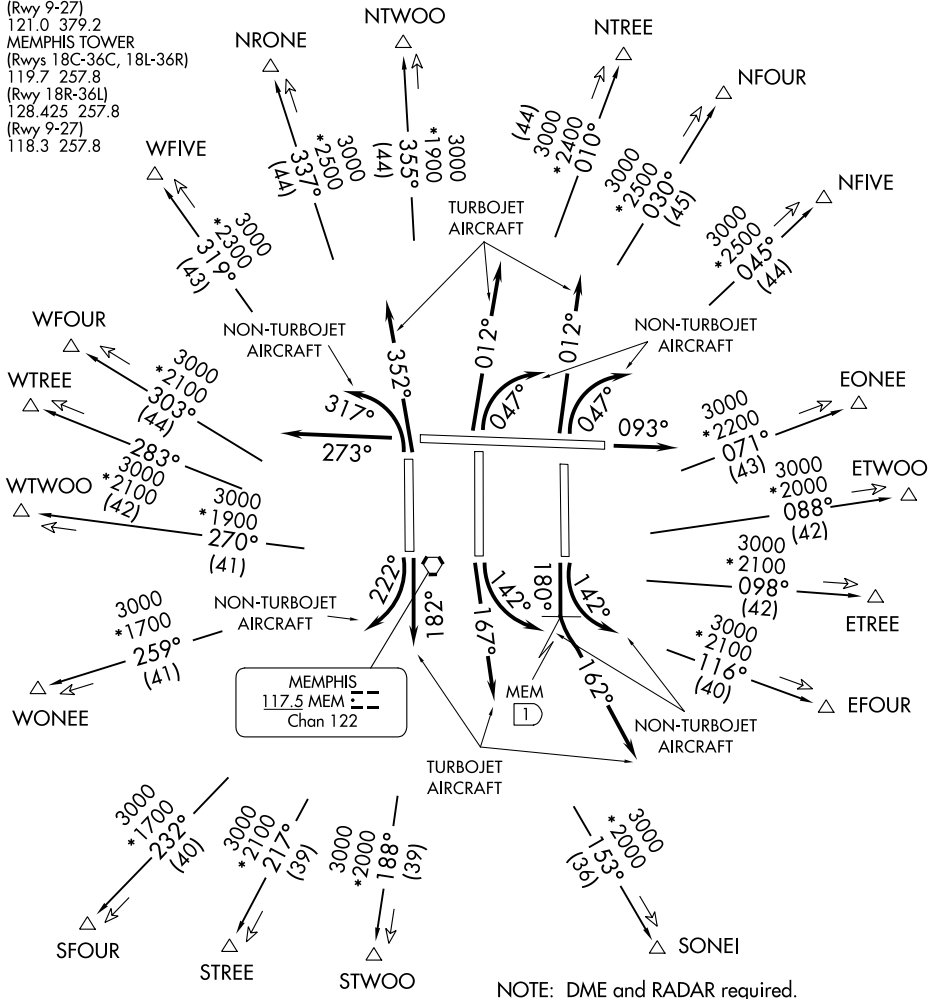 (Rwy 9-27)
121.0 379.2
MEMPHIS TOWER
(Rwys 18C-36C, 18L-36R)
119.7 257.8
(Rwy 18R-36L)
128.425 257.8
(Rwy 9-27)
118.3 257.8
NRONE
3000
*2500
337°
(44)
NTWOO
3000
*1900
355°
(44)
NTREE
(44)
3000
*2400
010°
NFOUR
3000
*2500
030°
(45)
NFIVE
3000
*2500
045°
(44)
WFIVE
3000
*2300
319°
(43)
TURBOJET
AIRCRAFT
NON-TURBOJET
AIRCRAFT
NON-TURBOJET
AIRCRAFT
WFOUR
3000
*2100
303°
(44)
WTREE
283°
3000
*2100
(42)
WTWOO
3000
*1900
270°
(41)
352°
012°
012°
317°
047°
047°
273°
093°
EONEE
3000
*2200
071°
(43)
ETWOO
3000
*2000
088°
(42)
3000
*2100
098°
(42)
ETREE
3000
*2100
116°
(40)
EFOUR
222°
182°
167°
142°
180°
142°
162°
NON-TURBOJET
AIRCRAFT
3000
*1700
259°
(41)
WONEE
MEMPHIS
117.5 MEM
Chan 122
MEM
1
NON-TURBOJET
AIRCRAFT
TURBOJET
AIRCRAFT
3000
*1700
232°
(40)
SFOUR
3000
*2100
217°
(39)
STREE
3000
*2000
188°
(39)
STWOO
3000
*2000
153°
(36)
SONEI
NOTE: DME and RADAR required.